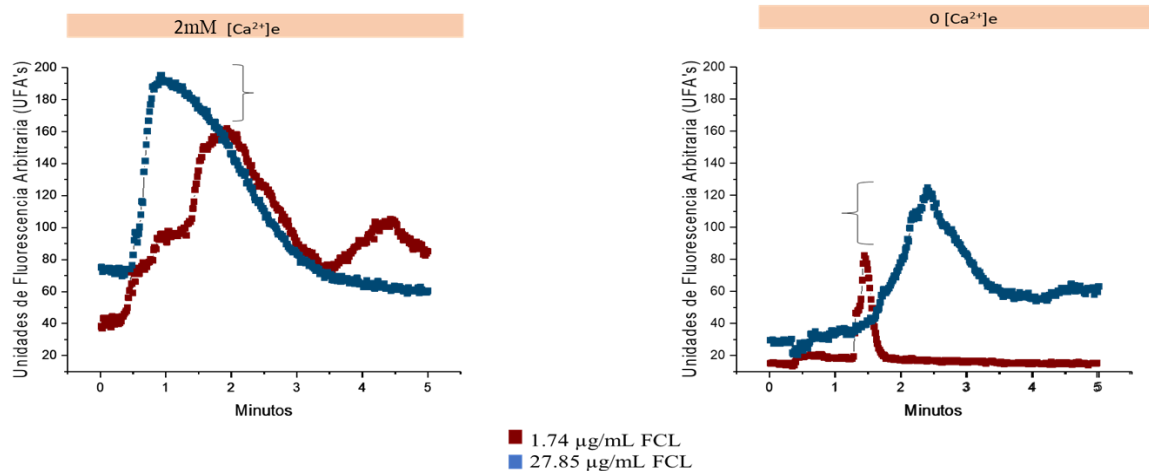 2mM [Ca²⁺]e
Unidades de Fluorescencia Arbitraria (UFA's)
200
180
160
140
120
100
80
60
40
20
0 1 2 3 4 5
Minutos
0 [Ca²⁺]e
Unidades de Fluorescencia Arbitraria (UFA's)
200
180
160
140
120
100
80
60
40
20
0 1 2 3 4 5
Minutos
1.74 µg/mL FCL
27.85 µg/mL FCL